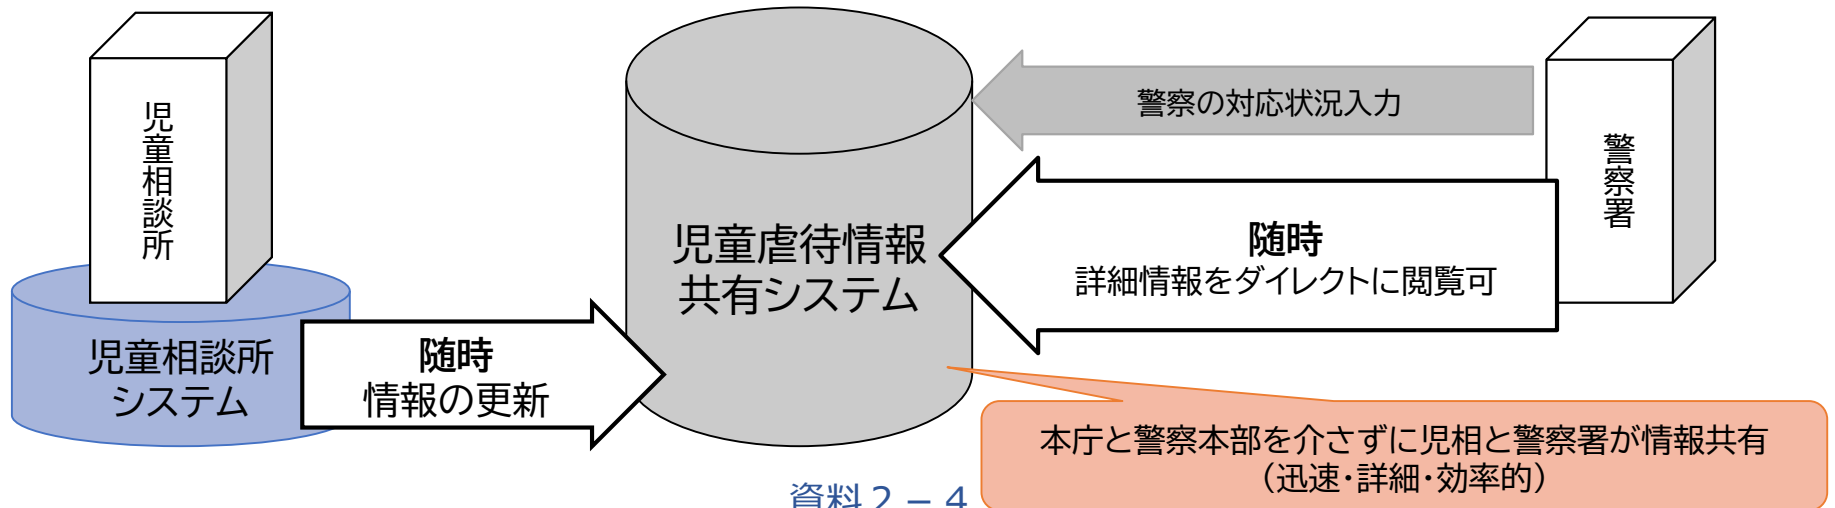 児童相談所
児童相談所
システム
随時
情報の更新
児童虐待情報
共有システム
警察の対応状況入力
随時
詳細情報をダイレクトに閲覧可
警察署
本庁と警察本部を介さずに児相と警察署が情報共有
（迅速・詳細・効率的）
資料２－４